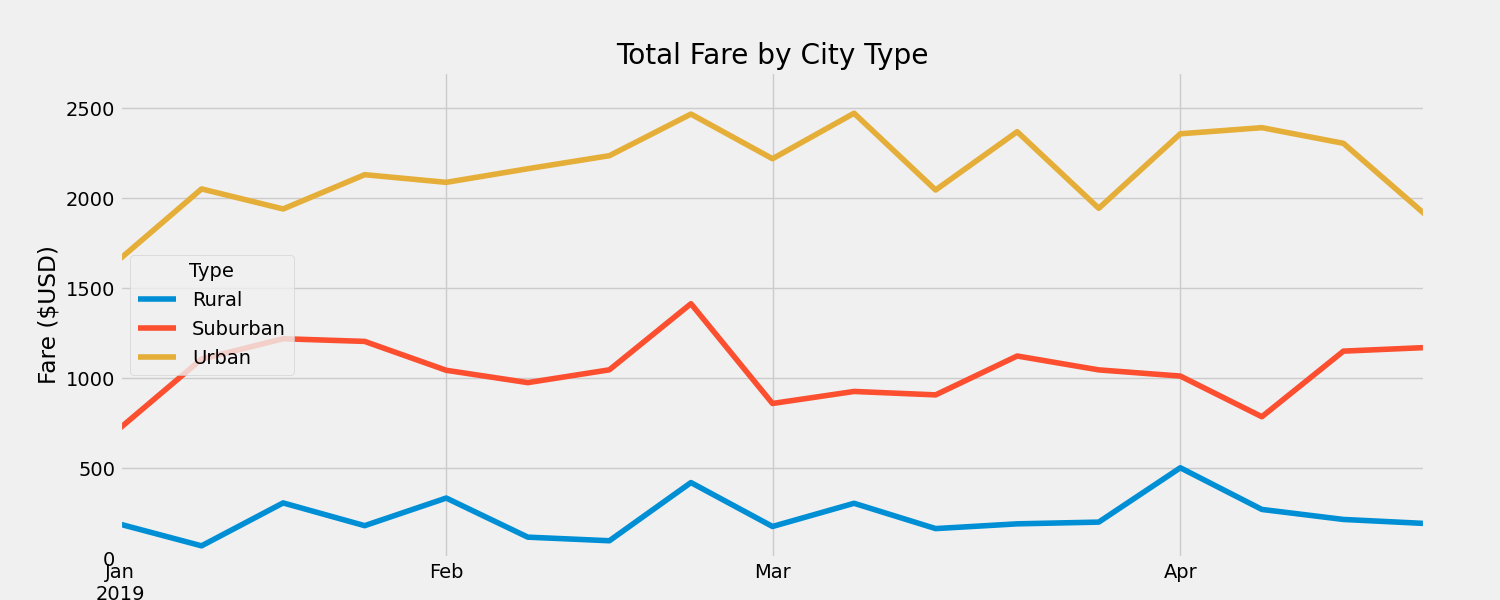 Total Fare by City Type
Fare ($USD)
2500
2000
1500
1000
500
0
Type
Rural
Suburban
Urban
Jan Feb Mar Apr
2019